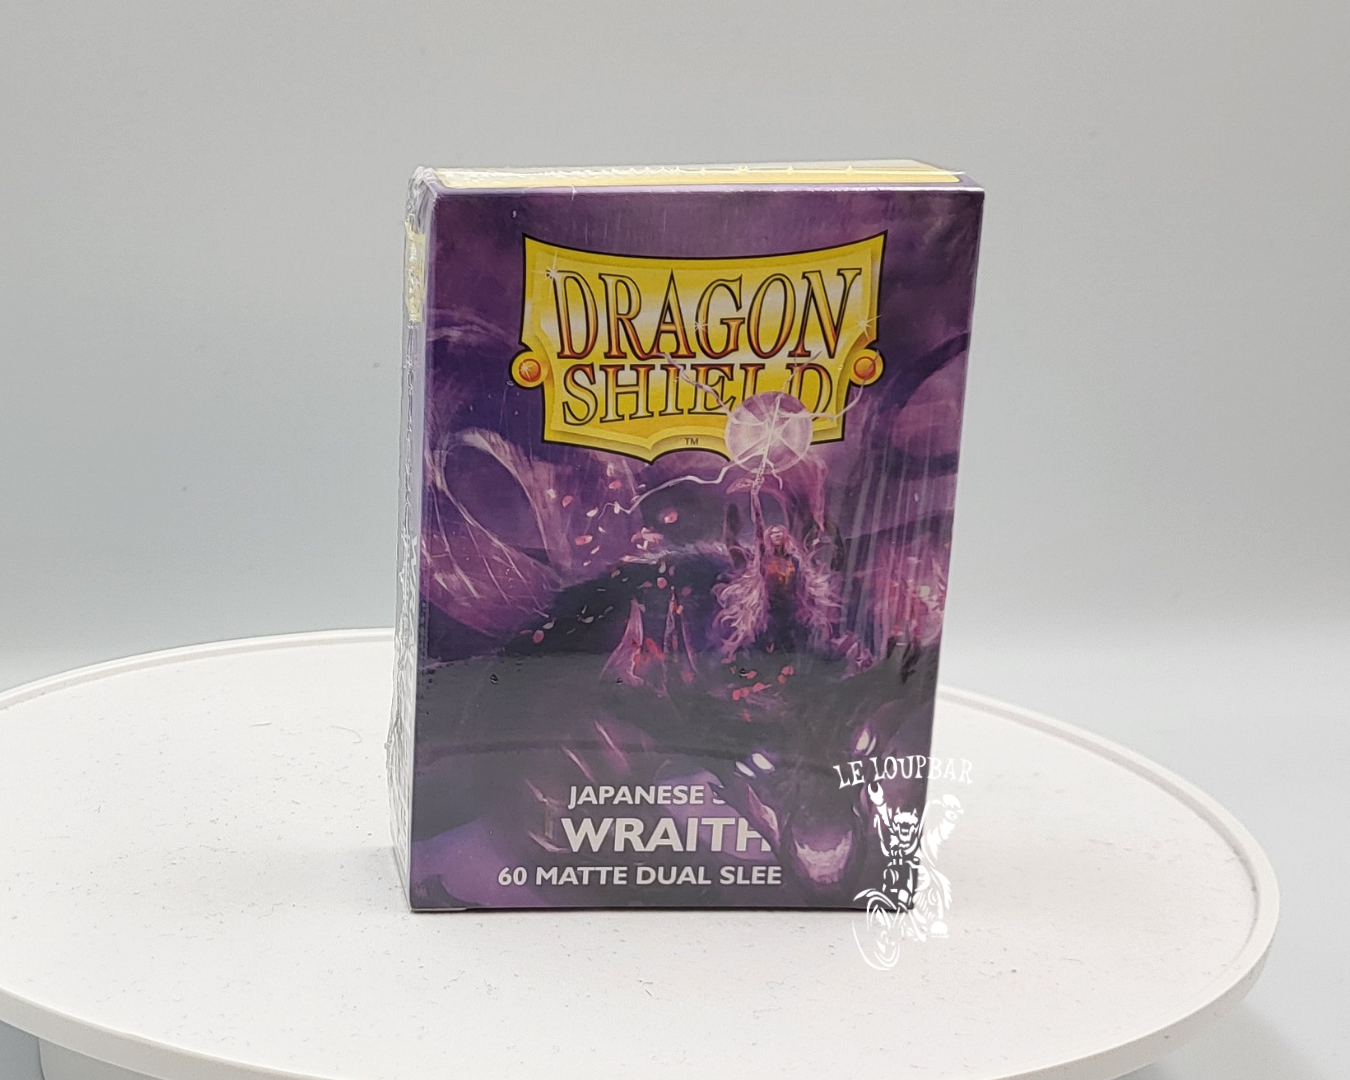 DRAGON
SHIELD
TM
JAPANESE S
WRAITH
60 MATTE DUAL SLEE
LE LOUPBAR